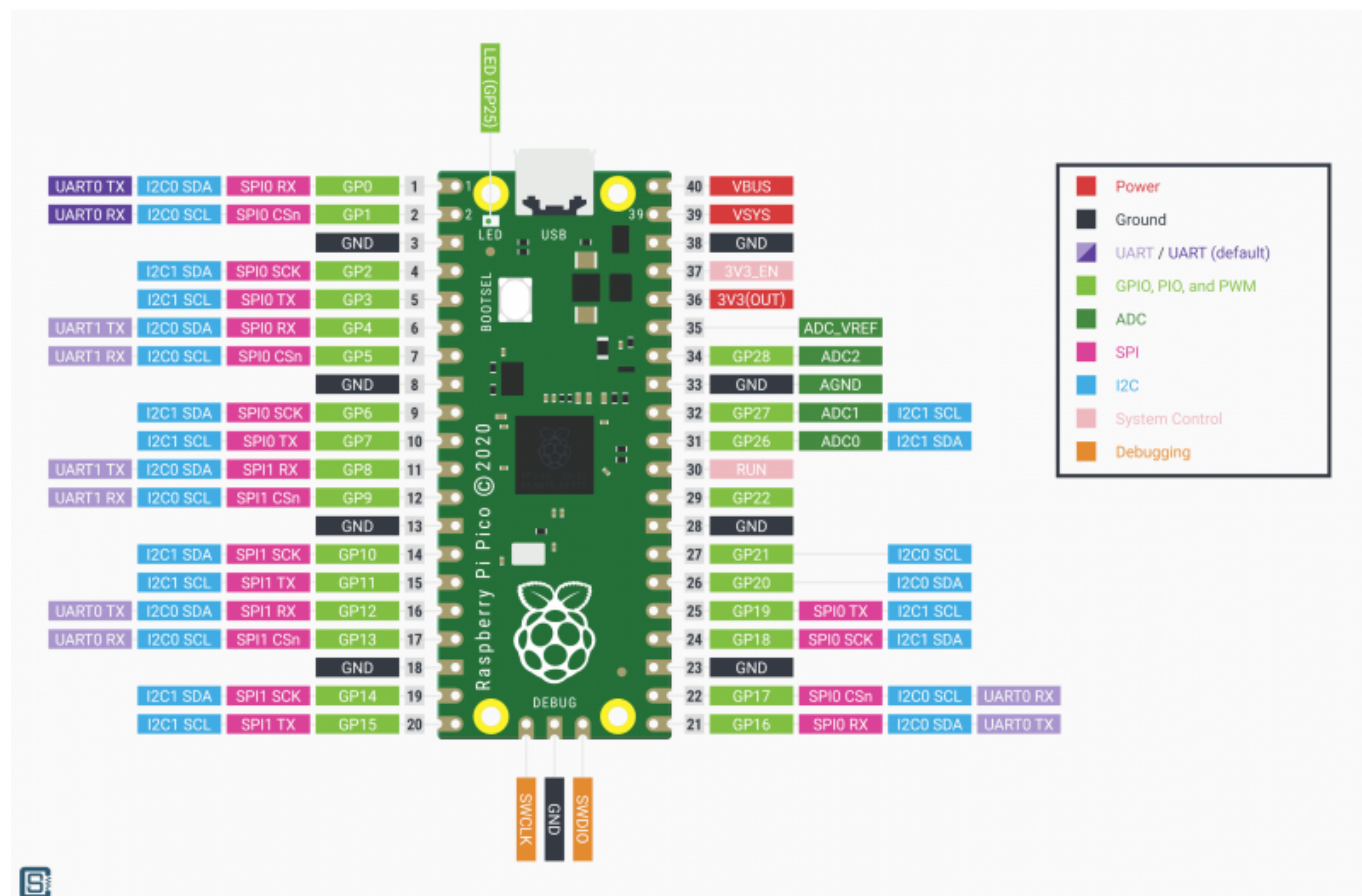 LED (GP25)
UART0 TX I2C0 SDA SPI0 RX GP0 1 1 40 VBUS
UART0 RX I2C0 SCL SPI0 CSn GP1 2 2 39 39 VSYS
GND 3 LED USB 38 GND
I2C1 SDA SPI0 SCK GP2 4 37 3V3_EN
I2C1 SCL SPI0 TX GP3 5 36 3V3(OUT)
UART1 TX I2C0 SDA SPI0 RX GP4 6 35 ADC_VREF
UART1 RX I2C0 SCL SPI0 CSn GP5 7 34 GP28 ADC2
GND 8 33 GND AGND
I2C1 SDA SPI0 SCK GP6 9 32 GP27 ADC1 I2C1 SCL
I2C1 SCL SPI0 TX GP7 10 31 GP26 ADC0 I2C1 SDA
UART1 TX I2C0 SDA SPI1 RX GP8 11 30 RUN
UART1 RX I2C0 SCL SPI1 CSn GP9 12 29 GP22
GND 13 28 GND
I2C1 SDA SPI1 SCK GP10 14 27 GP21 I2C0 SCL
I2C1 SCL SPI1 TX GP11 15 26 GP20 I2C0 SDA
UART0 TX I2C0 SDA SPI1 RX GP12 16 25 GP19 SPI0 TX I2C1 SCL
UART0 RX I2C0 SCL SPI1 CSn GP13 17 24 GP18 SPI0 SCK I2C1 SDA
GND 18 23 GND
I2C1 SDA SPI1 SCK GP14 19 22 GP17 SPI0 CSn I2C0 SCL UART0 RX
I2C1 SCL SPI1 TX GP15 20 21 GP16 SPI0 RX I2C0 SDA UART0 TX
BOOTSEL
Raspberry Pi Pico © 2020
DEBUG
SWCLK
GND
SWDIO
Power
Ground
UART / UART (default)
GPIO, PIO, and PWM
ADC
SPI
I2C
System Control
Debugging